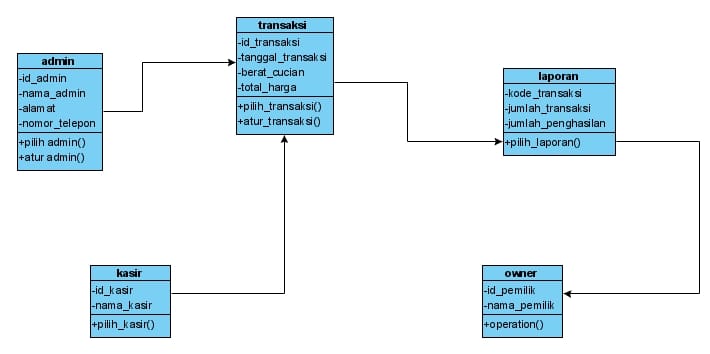 transaksi
-id_transaksi
-tanggal_transaksi
-berat_cucian
-total_harga
+pilih_transaksi()
+atur_transaksi()
admin
-id_admin
-nama_admin
-alamat
-nomor_telepon
+pilih admin()
+atur admin()
laporan
-kode_transaksi
-jumlah_transaksi
-jumlah_penghasilan
+pilih_laporan()
kasir
-id_kasir
-nama_kasir
+pilih_kasir()
owner
-id_pemilik
-nama_pemilik
+operation()